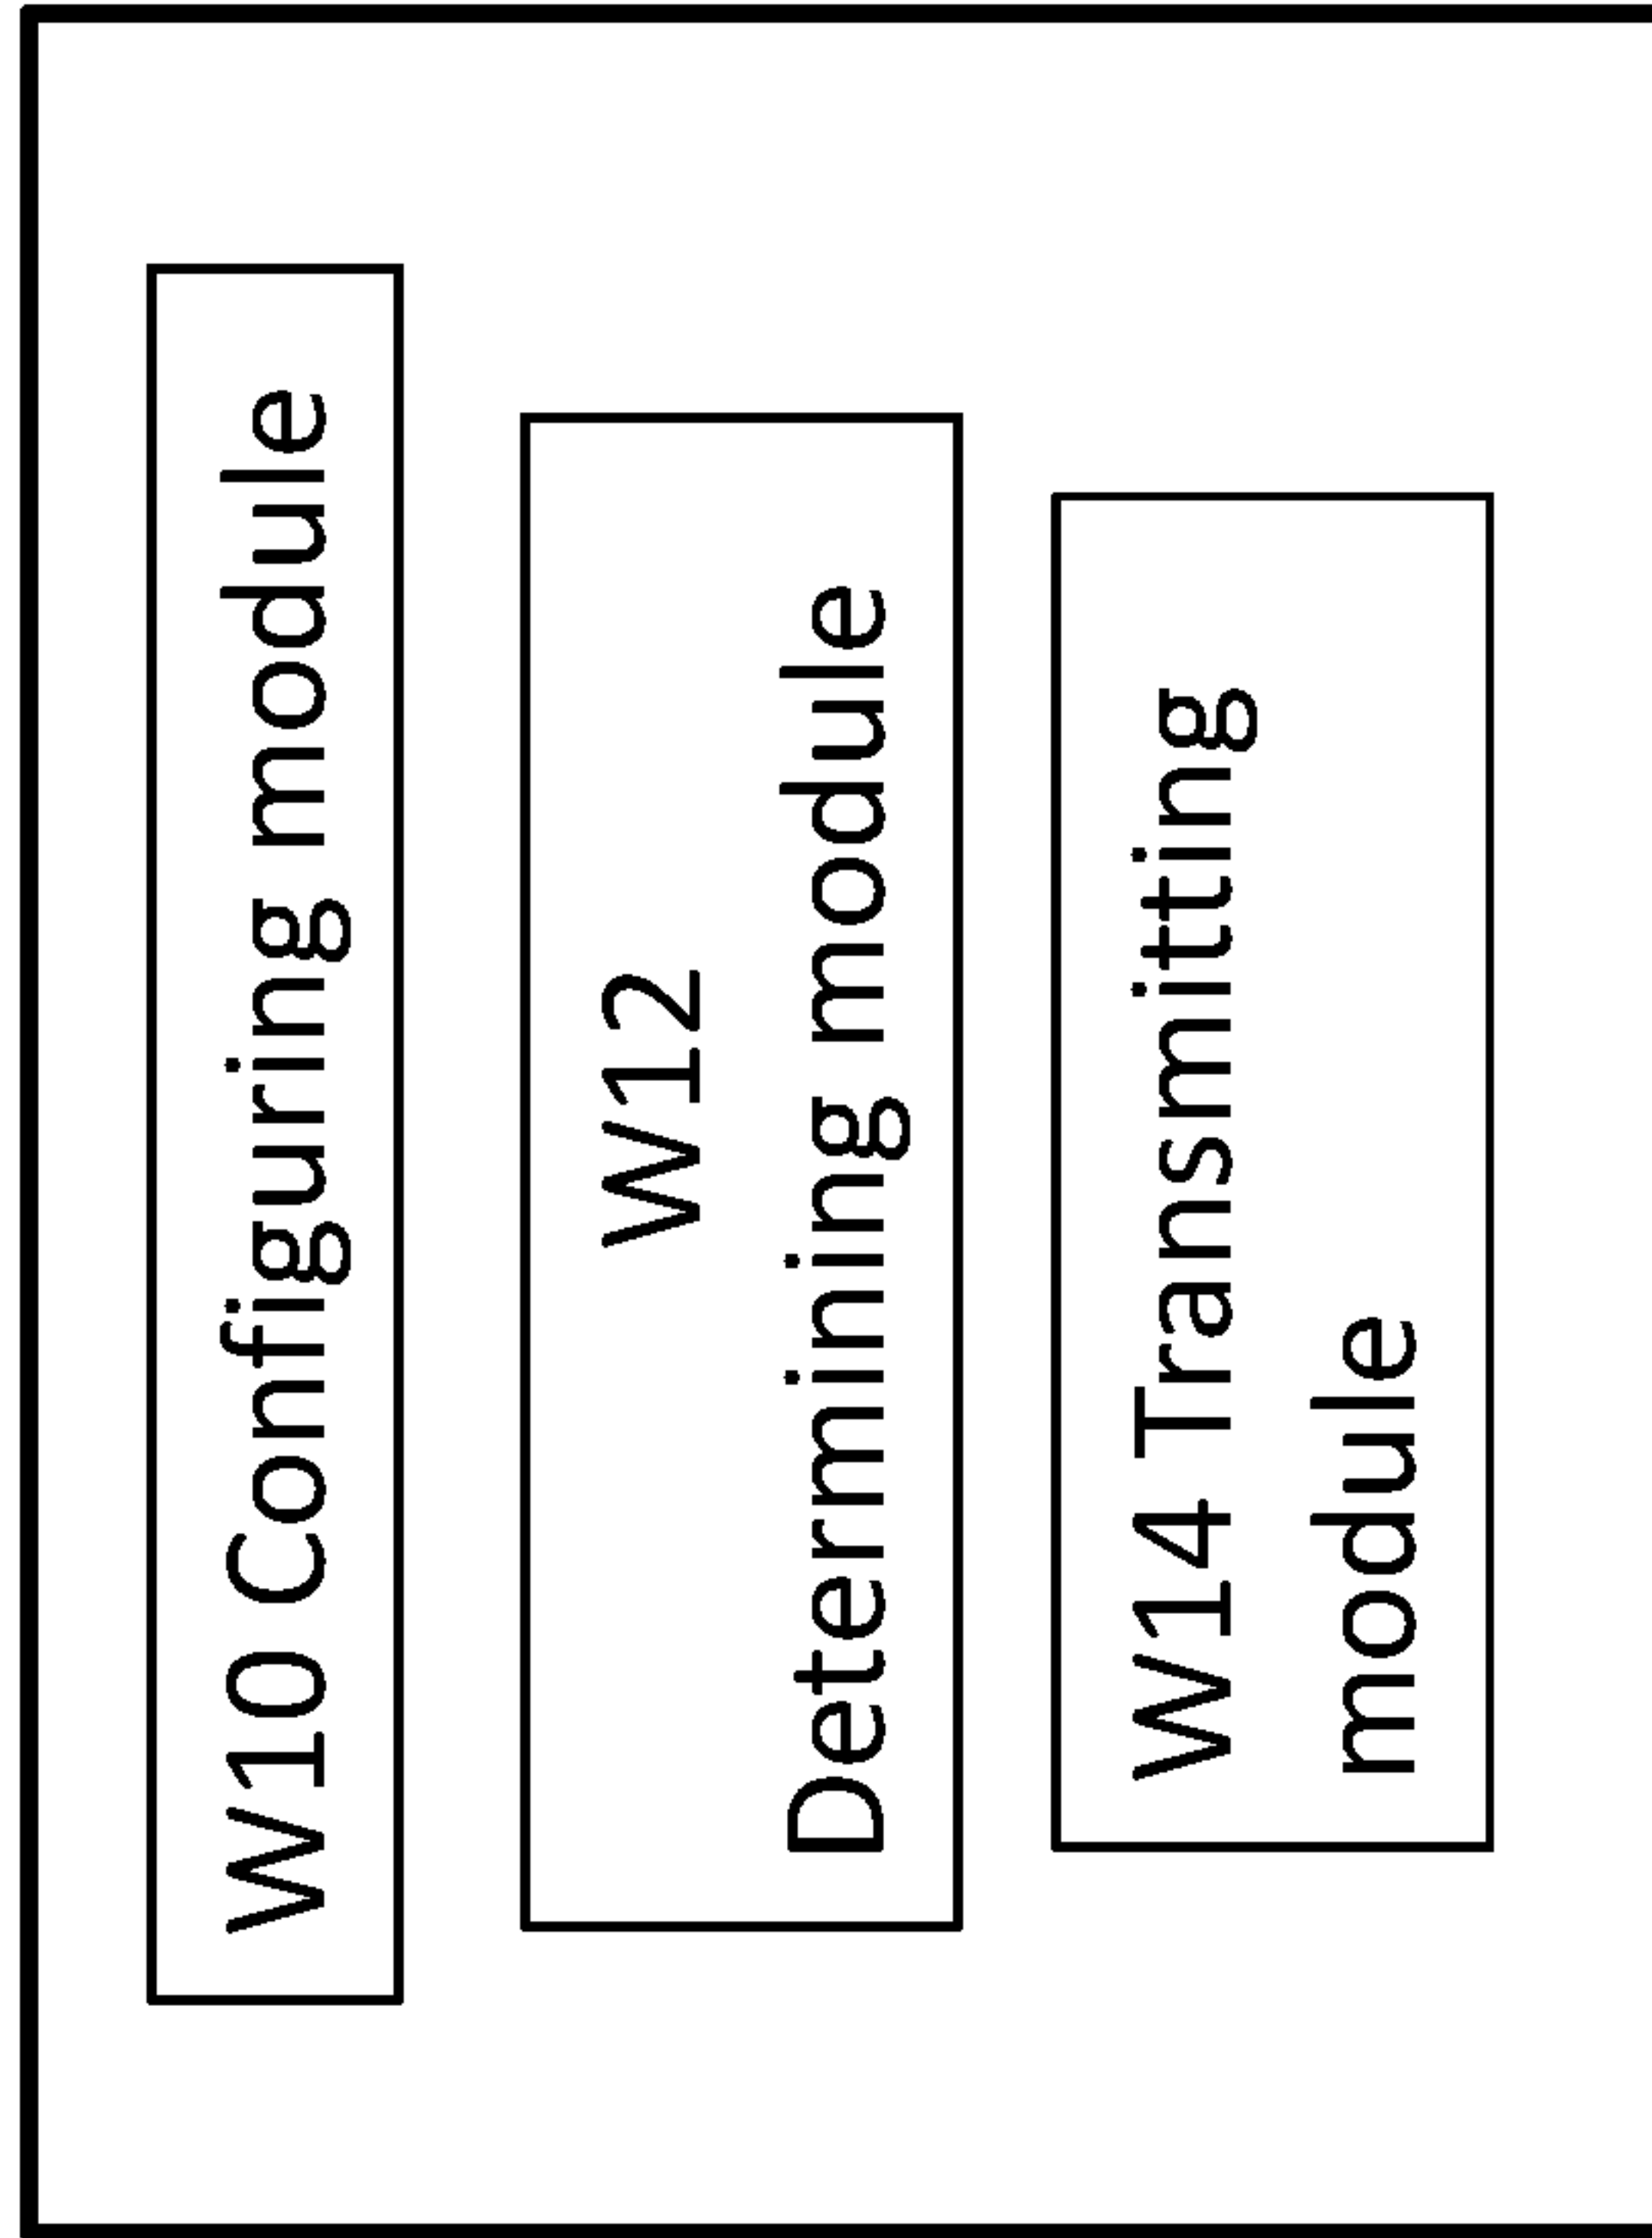 W10 Configuring module
W12
Determining module
W14 Transmitting
module